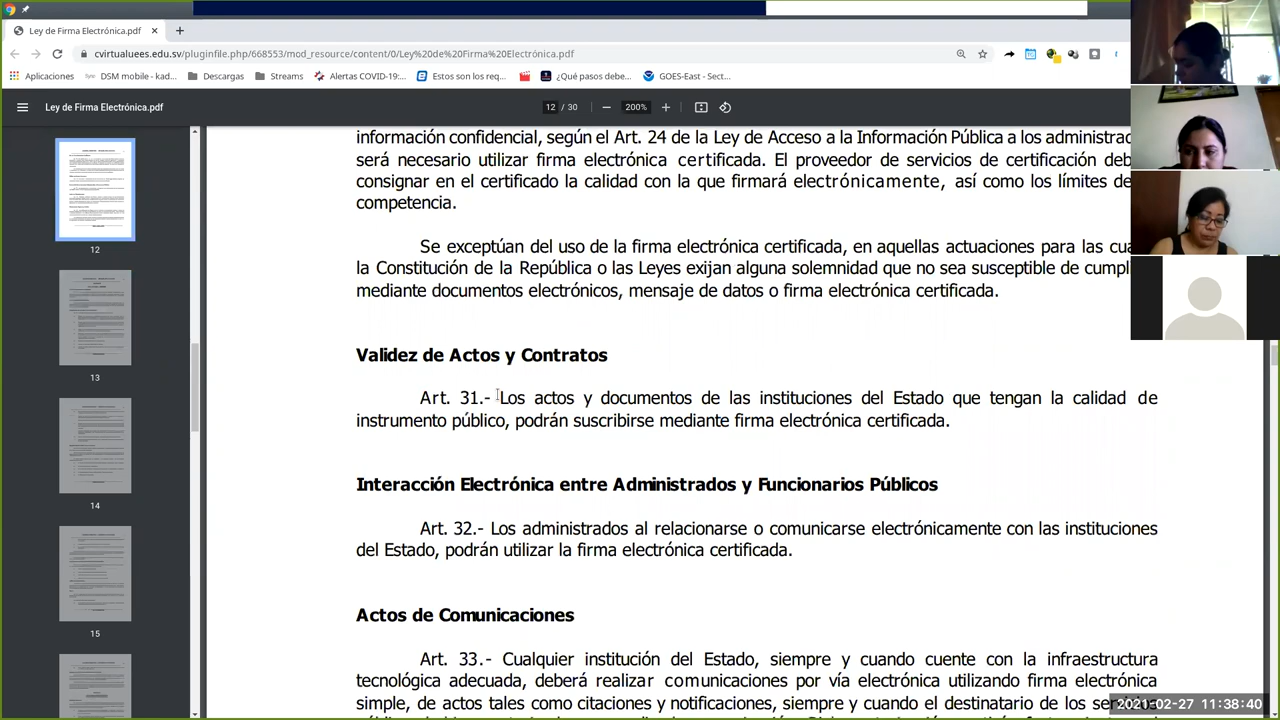 Ley de Firma Electrónica.pdf
cvirtualuees.edu.sv/pluginfile.php/668553/mod_resource/content/0/Ley%20de%20Firma%20Electrónica.pdf
Aplicaciones DSM mobile - kad... Descargas Streams Alertas COVID-19:... Estos son los req... ¿Qué pasos debe... GOES-East - Sect...
Ley de Firma Electrónica.pdf 12 / 30 200%
información confidencial, según el Art. 24 de la Ley de Acceso a la Información Pública a los administrad
será necesario utilizar firma electrónica certificada. El proveedor de servicios de certificación deb
consignar en el certificado la calidad con la que firma electrónicamente, así como los límites de
competencia.
Se exceptúan del uso de la firma electrónica certificada, en aquellas actuaciones para las cua
la Constitución de la República o las Leyes exijan alguna solemnidad que no sea susceptible de cumpli
mediante documentos electrónicos, mensaje de datos o firma electrónica certificada.
Validez de Actos y Contratos
Art. 31.- Los actos y documentos de las instituciones del Estado que tengan la calidad de
instrumento público, podrán suscribirse mediante firma electrónica certificada.
Interacción Electrónica entre Administrados y Funcionarios Públicos
Art. 32.- Los administrados al relacionarse o comunicarse electrónicamente con las instituciones
del Estado, podrán utilizar la firma electrónica certificada.
Actos de Comunicaciones
Art. 33.- Cualquier institución del Estado, siempre y cuando cuente con la infraestructura
tecnológica adecuada, deberá realizar comunicaciones vía electrónica utilizando firma electrónica
simple, de actos tales como citaciones y notificaciones, siempre y cuando el destinatario de los
12
13
14
15
2021-02-27 11:38:40